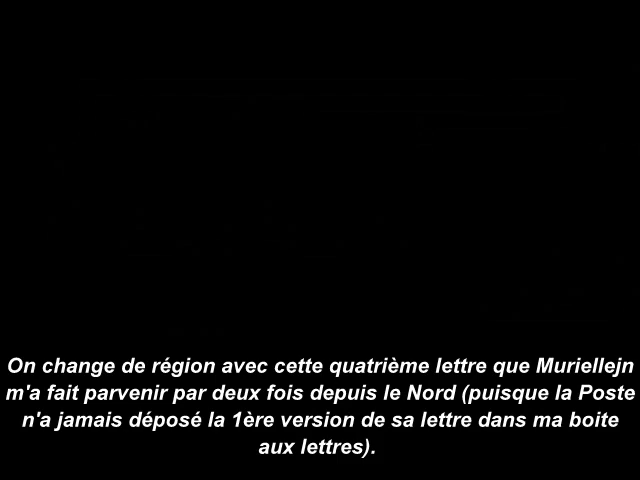 On change de région avec cette quatrième lettre que Muriellejn
m'a fait parvenir par deux fois depuis le Nord (puisque la Poste
n'a jamais déposé la 1ère version de sa lettre dans ma boite
aux lettres).